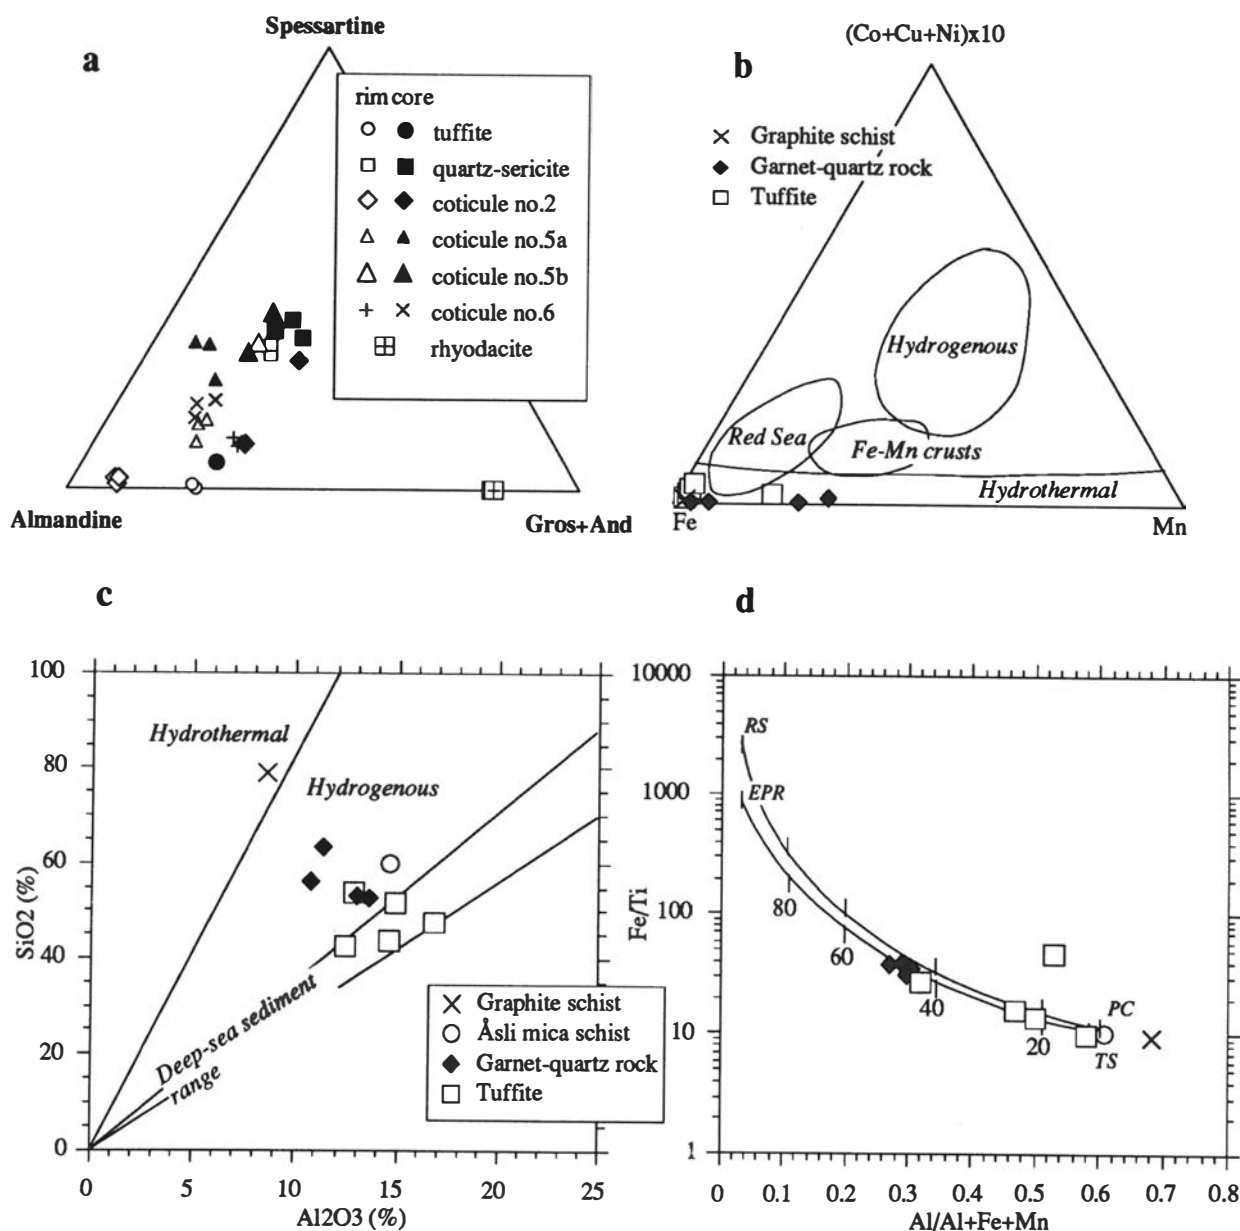 a
Spessartine
rim core
tuffite
quartz-sericite
coticule no.2
coticule no.5a
coticule no.5b
coticule no.6
rhyodacite
Almandine
Gros+And
b
(Co+Cu+Ni)x10
Graphite schist
Garnet-quartz rock
Tuffite
Hydrogenous
Red Sea
Fe-Mn crusts
Hydrothermal
Fe
Mn
c
100
80
60
40
20
0
SiO2 (%)
Hydrothermal
Hydrogenous
Deep-sea sediment
range
Graphite schist
Åsli mica schist
Garnet-quartz rock
Tuffite
0 5 10 15 20 25
Al2O3 (%)
d
10000
1000
100
10
1
Fe/Ti
RS
EPR
80
60
40
20
PC
TS
0 0.1 0.2 0.3 0.4 0.5 0.6 0.7 0.8
Al/Al+Fe+Mn